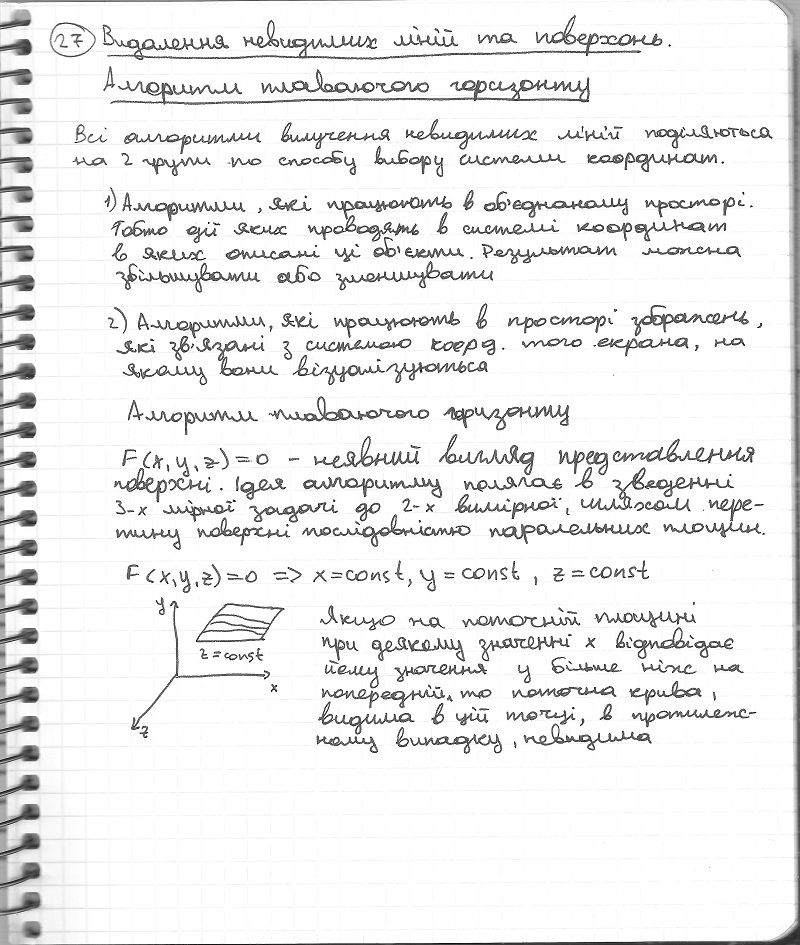 27 Видалення невидимих ліній та поверхонь.
Алгоритм плаваючого горизонту
Всі алгоритми вилучення невидимих ліній поділяються
на 2 групи по способу вибору системи координат.
1) Алгоритми, які працюють в об'єднаному просторі.
Тобто дії яких проводять в системі координат
в яких описані ці об'єкти. Результат можна
збільшувати або зменшувати
2) Алгоритми, які працюють в просторі зображень,
які зв'язані з системою коорд. того екрана, на
якому вони візуалізуються
Алгоритм плаваючого горизонту
F(x,y,z)=0 – неявний вигляд представлення
поверхні. Ідея алгоритму полягає в зведенні
3-х мірної задачі до 2-х вимірної, шляхом пере-
тину поверхні послідовністю паралельних площин.
F(x,y,z)=0 => x=const, y=const, z=const
y
z=const
x
z
Якщо на поточній площині
при деякому значенні x відповідає
йому значення y більше ніж на
попередній, то поточна крива,
видима в цій точці, в протилеж-
ному випадку, невидима